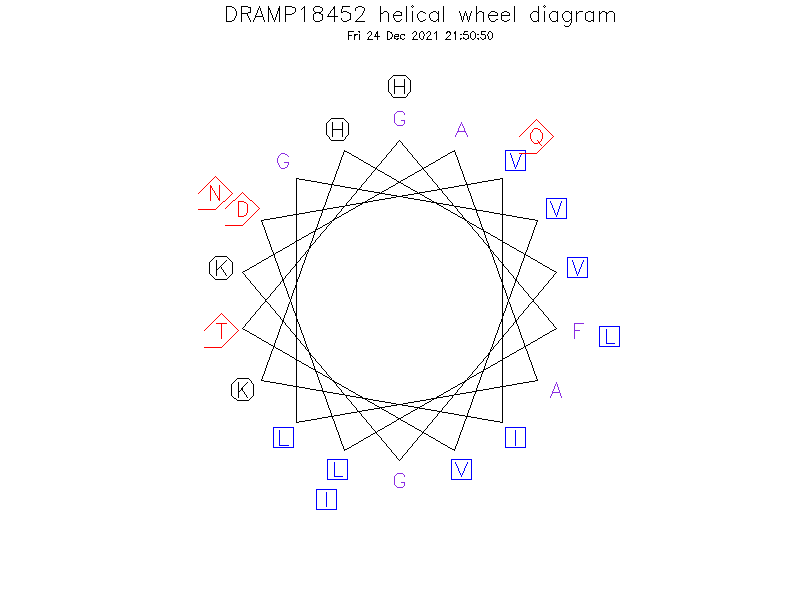 DRAMP18452 helical wheel diagram
Fri 24 Dec 2021 21:50:50
H
H G A Q
G V
N D V
K V
T F L
K A
L I
L G V
I